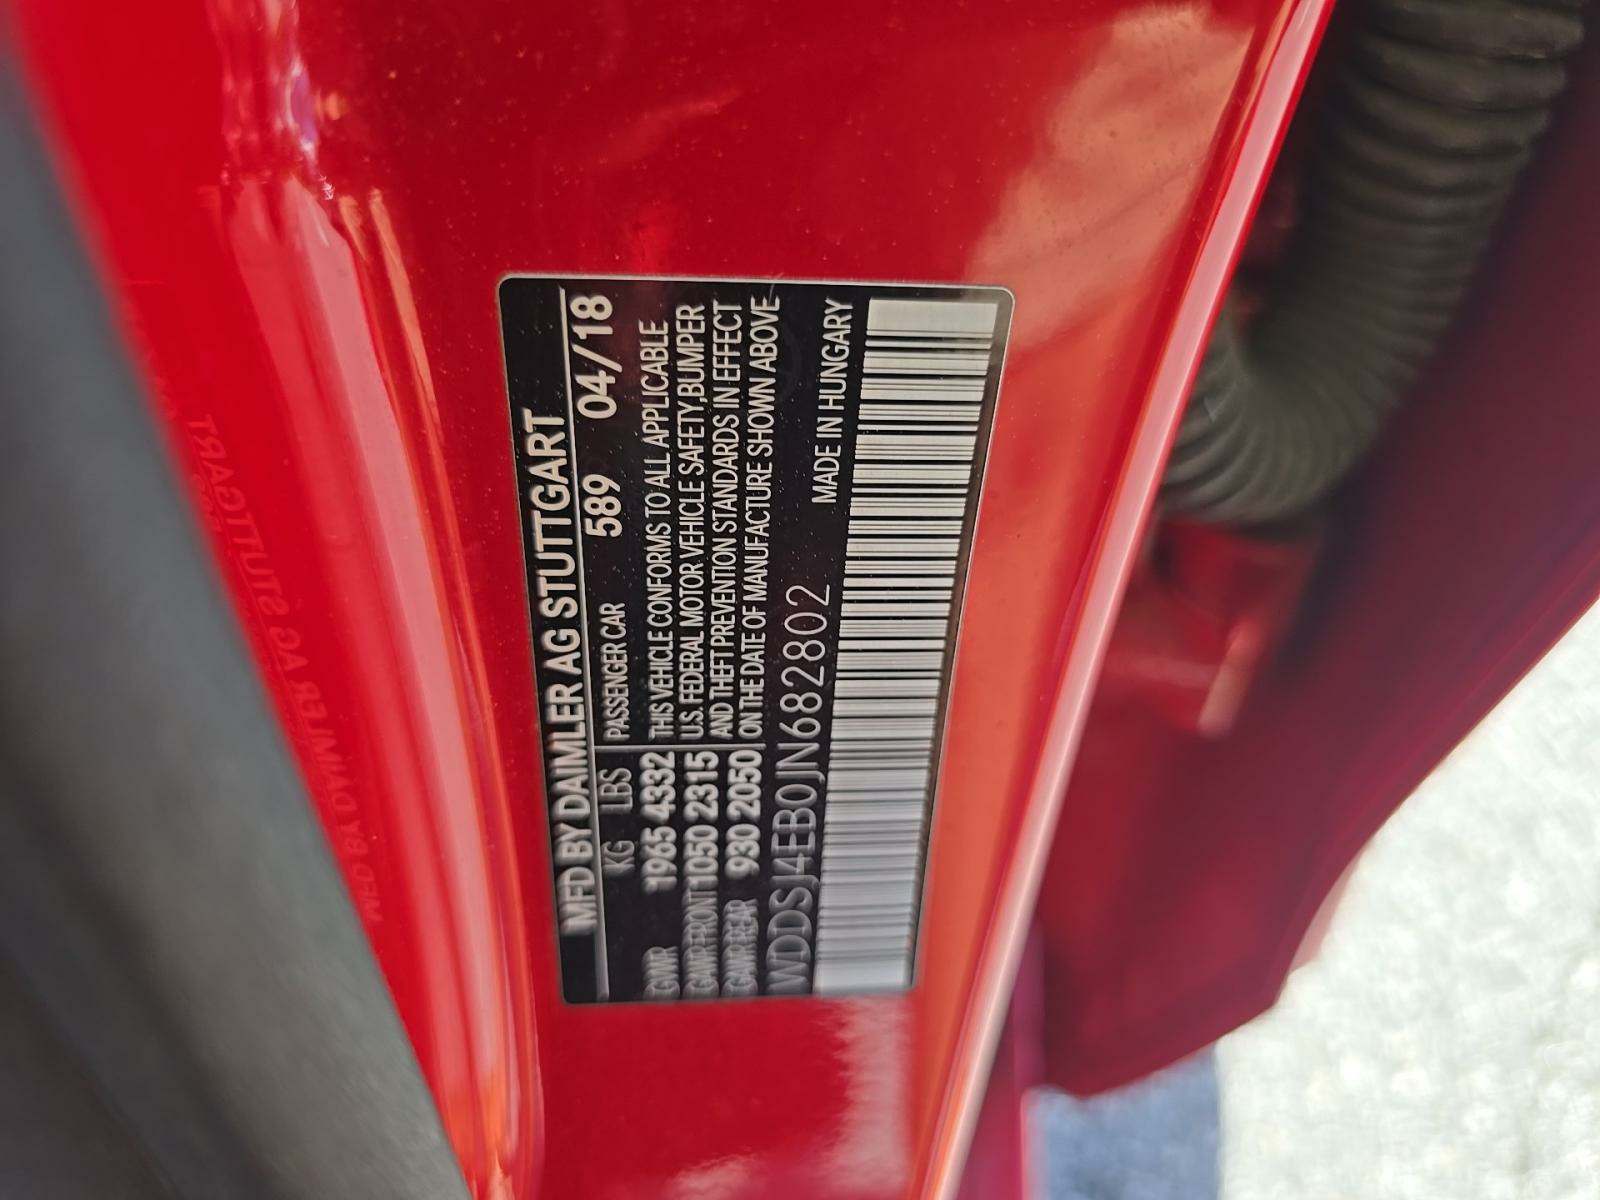 MFD BY DAIMLER AG STUTTGART
KG LBS PASSENGER CAR 589 04/18
GVWR 1965 4332 THIS VEHICLE CONFORMS TO ALL APPLICABLE
GAWR FRONT 1050 2315 U.S. FEDERAL MOTOR VEHICLE SAFETY,BUMPER
GAWR REAR 930 2050 AND THEFT PREVENTION STANDARDS IN EFFECT
ON THE DATE OF MANUFACTURE SHOWN ABOVE
MADE IN HUNGARY
WDDSJ4EB0JN682802